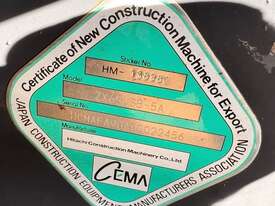 Certificate of New Construction Machine for Export
Sticker No
HM-
Model
Serial No.
Manufacturer
Hitachi Construction Machinery Co., Ltd.
CEMA
JAPAN CONSTRUCTION EQUIPMENT MANUFACTURERS ASSOCIATION